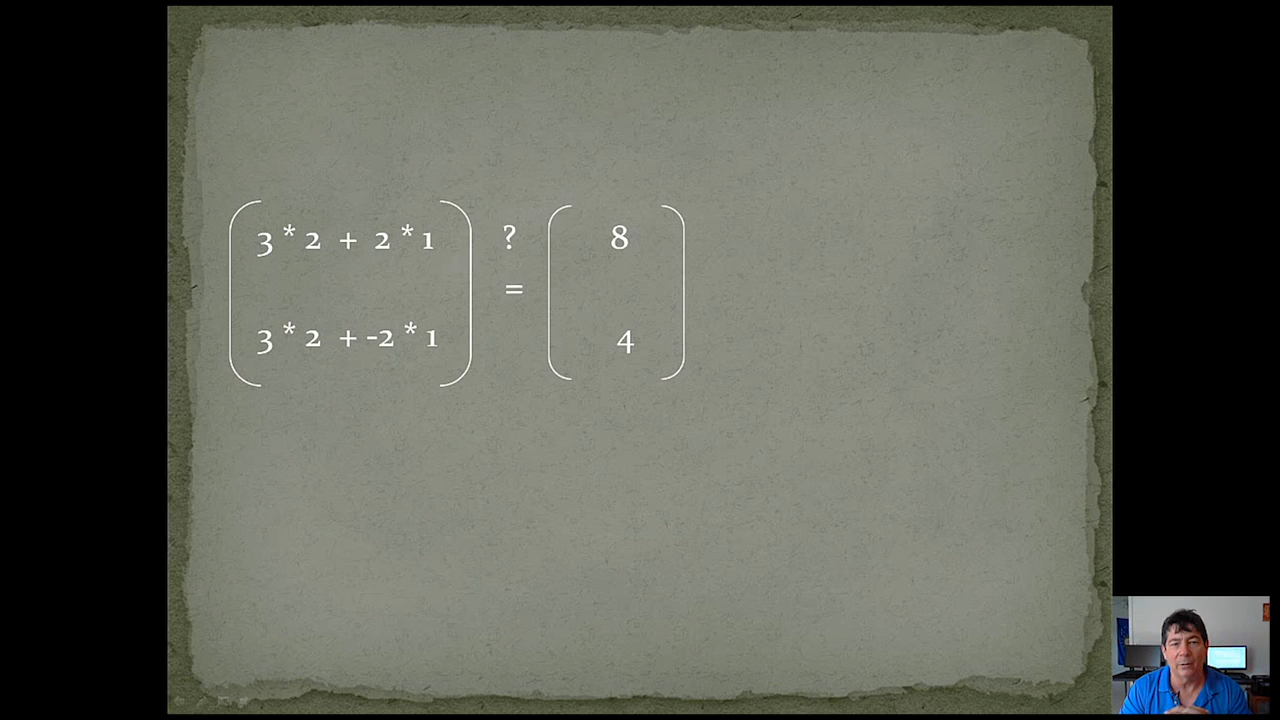 3 * 2 + 2 * 1 ? 8
=
3 * 2 + -2 * 1 4